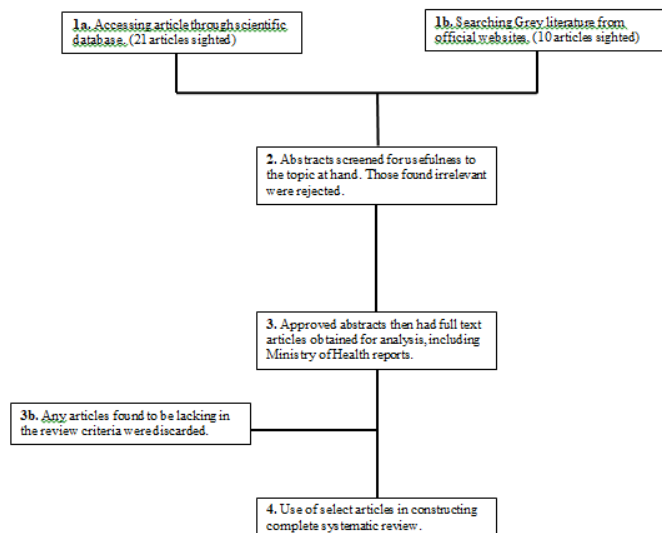 1a. Accessing article through scientific
database. (21 articles sighted)
1b. Searching Grey literature from
official websites. (10 articles sighted)
2. Abstracts screened for usefulness to
the topic at hand. Those found irrelevant
were rejected.
3. Approved abstracts then had full text
articles obtained for analysis, including
Ministry of Health reports.
3b. Any articles found to be lacking in
the review criteria were discarded.
4. Use of select articles in constructing
complete systematic review.